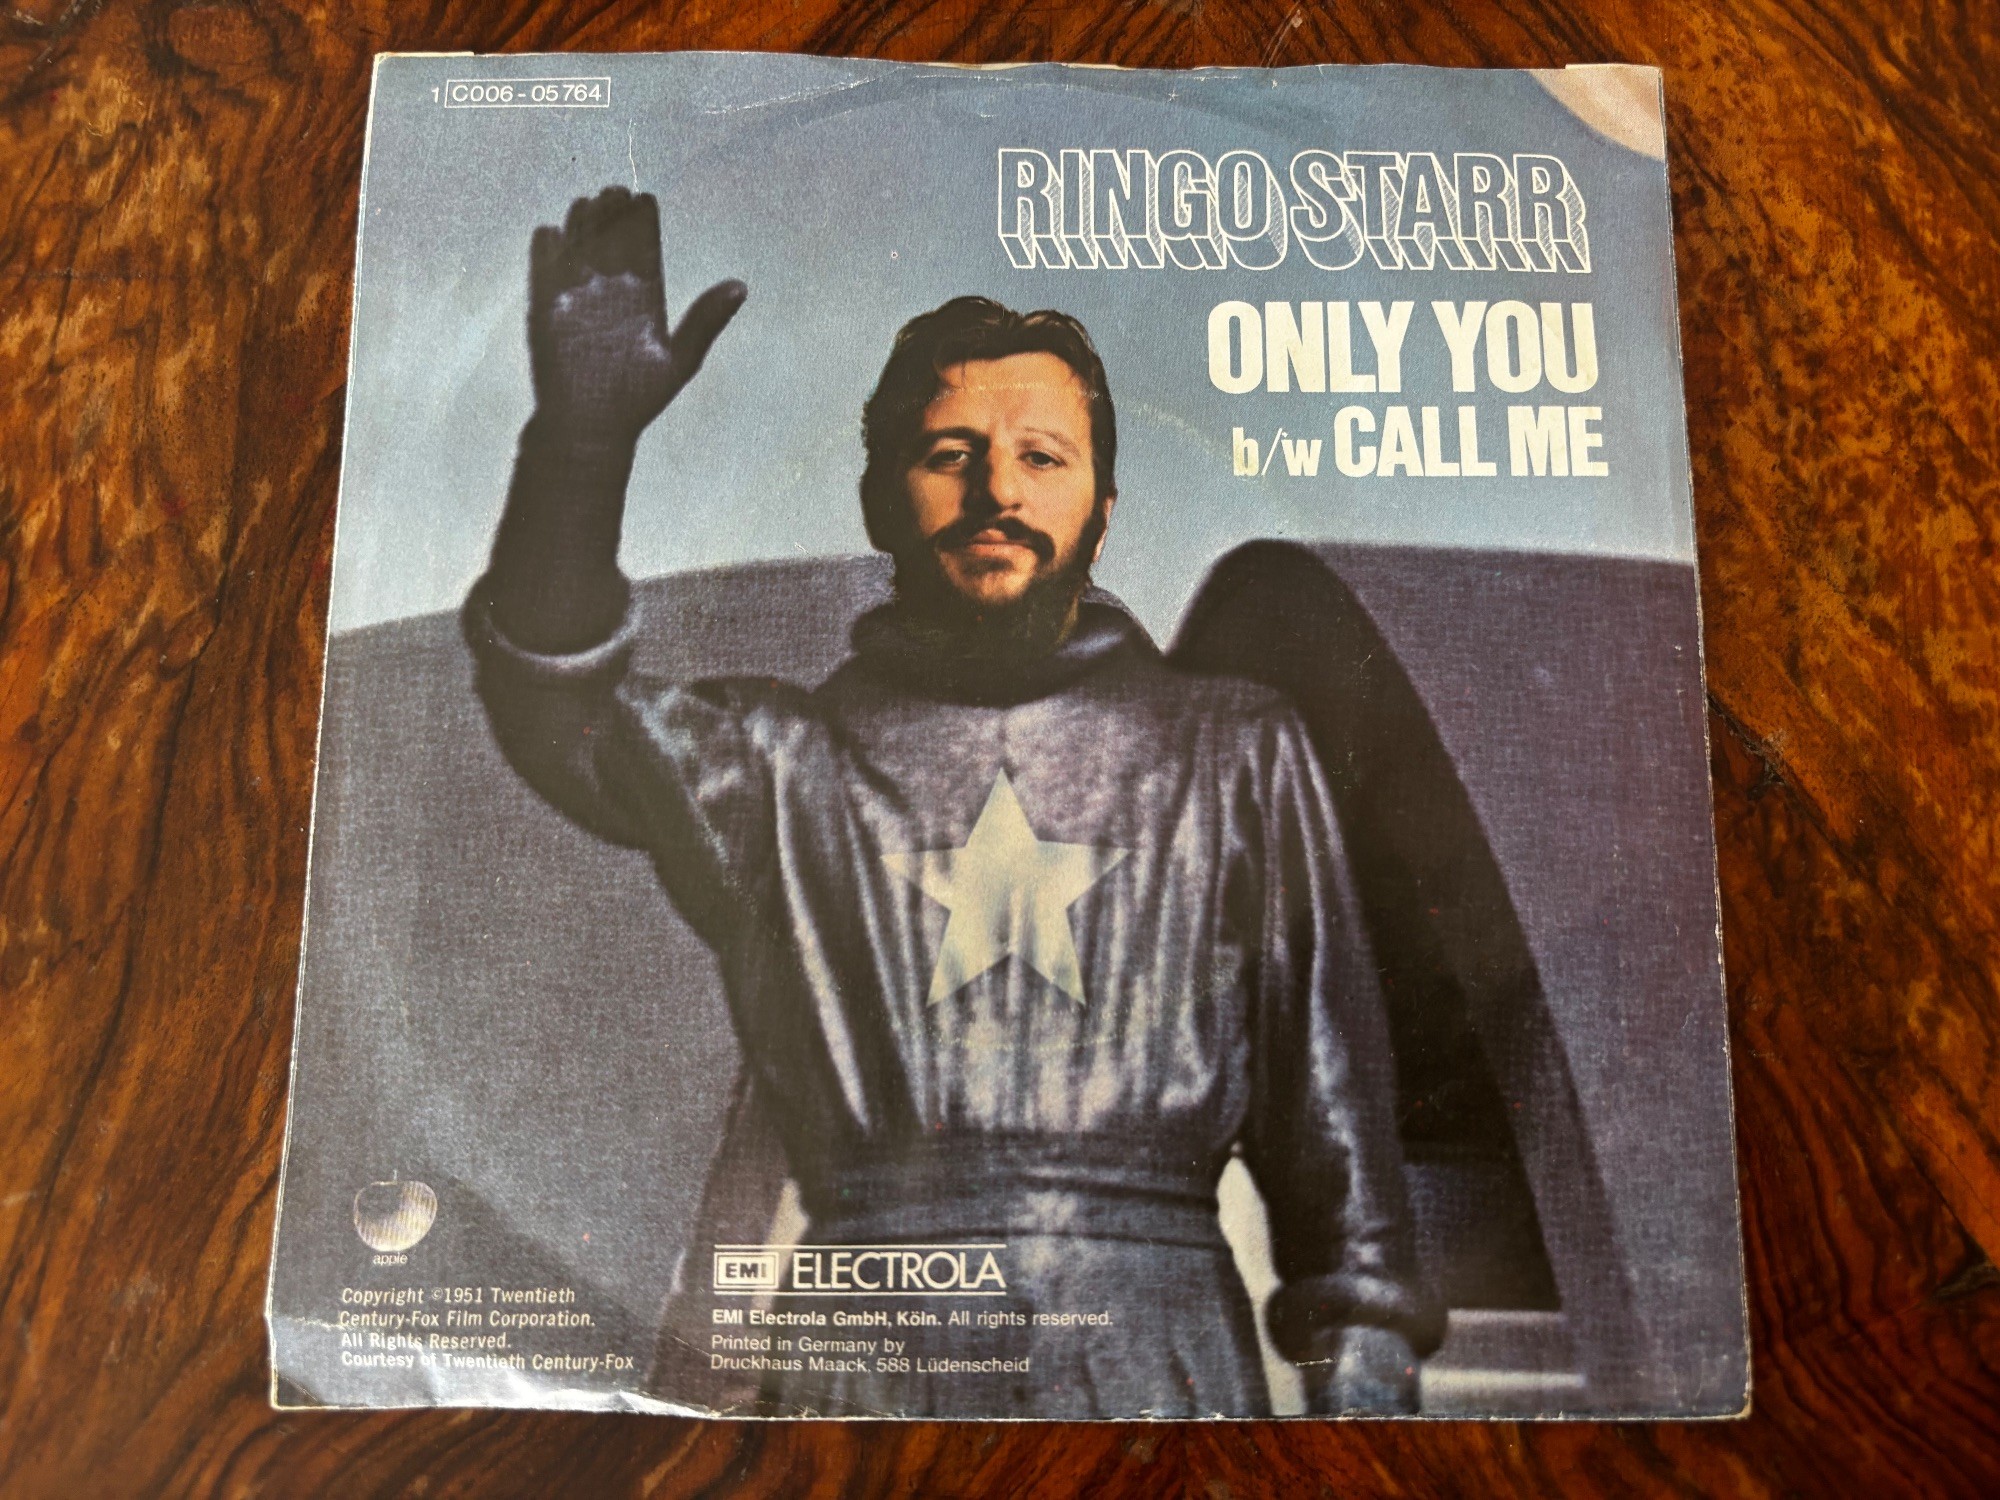 1 C006-05764
RINGO STARR
ONLY YOU
b/w CALL ME
apple
Copyright ©1951 Twentieth
Century-Fox Film Corporation.
All Rights Reserved.
Courtesy of Twentieth Century-Fox
EMI ELECTROLA
EMI Electrola GmbH, Köln. All rights reserved.
Printed in Germany by
Druckhaus Maack, 588 Lüdenscheid